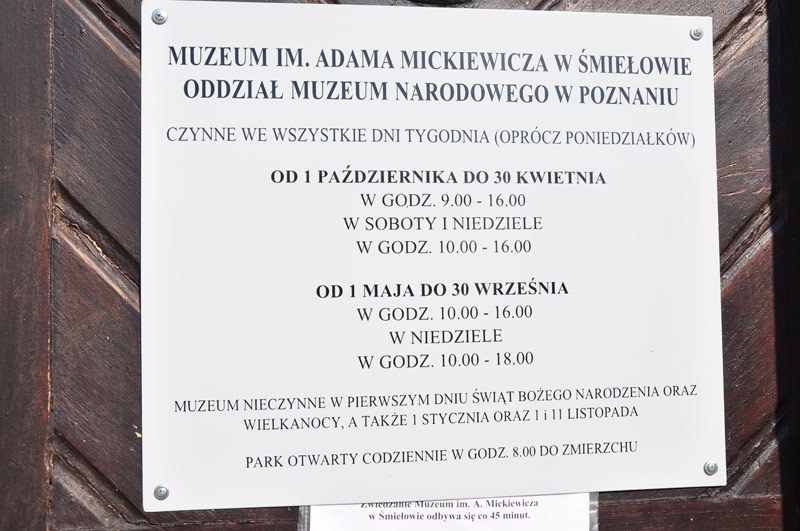 MUZEUM IM. ADAMA MICKIEWICZA W ŚMIEŁOWIE
ODDZIAŁ MUZEUM NARODOWEGO W POZNANIU
CZYNNE WE WSZYSTKIE DNI TYGODNIA (OPRÓCZ PONIEDZIAŁKÓW)
OD 1 PAŹDZIERNIKA DO 30 KWIETNIA
W GODZ. 9.00 - 16.00
W SOBOTY I NIEDZIELE
W GODZ. 10.00 - 16.00
OD 1 MAJA DO 30 WRZEŚNIA
W GODZ. 10.00 - 16.00
W NIEDZIELE
W GODZ. 10.00 - 18.00
MUZEUM NIECZYNNE W PIERWSZYM DNIU ŚWIĄT BOŻEGO NARODZENIA ORAZ
WIELKANOCY, A TAKŻE 1 STYCZNIA ORAZ 1 i 11 LISTOPADA
PARK OTWARTY CODZIENNIE W GODZ. 8.00 DO ZMIERZCHU
Zwiedzanie Muzeum im. A. Mickiewicza
w Śmiełowie odbywa się co 45 minut.